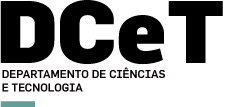 DCeT
DEPARTAMENTO DE CIÊNCIAS
E TECNOLOGIA